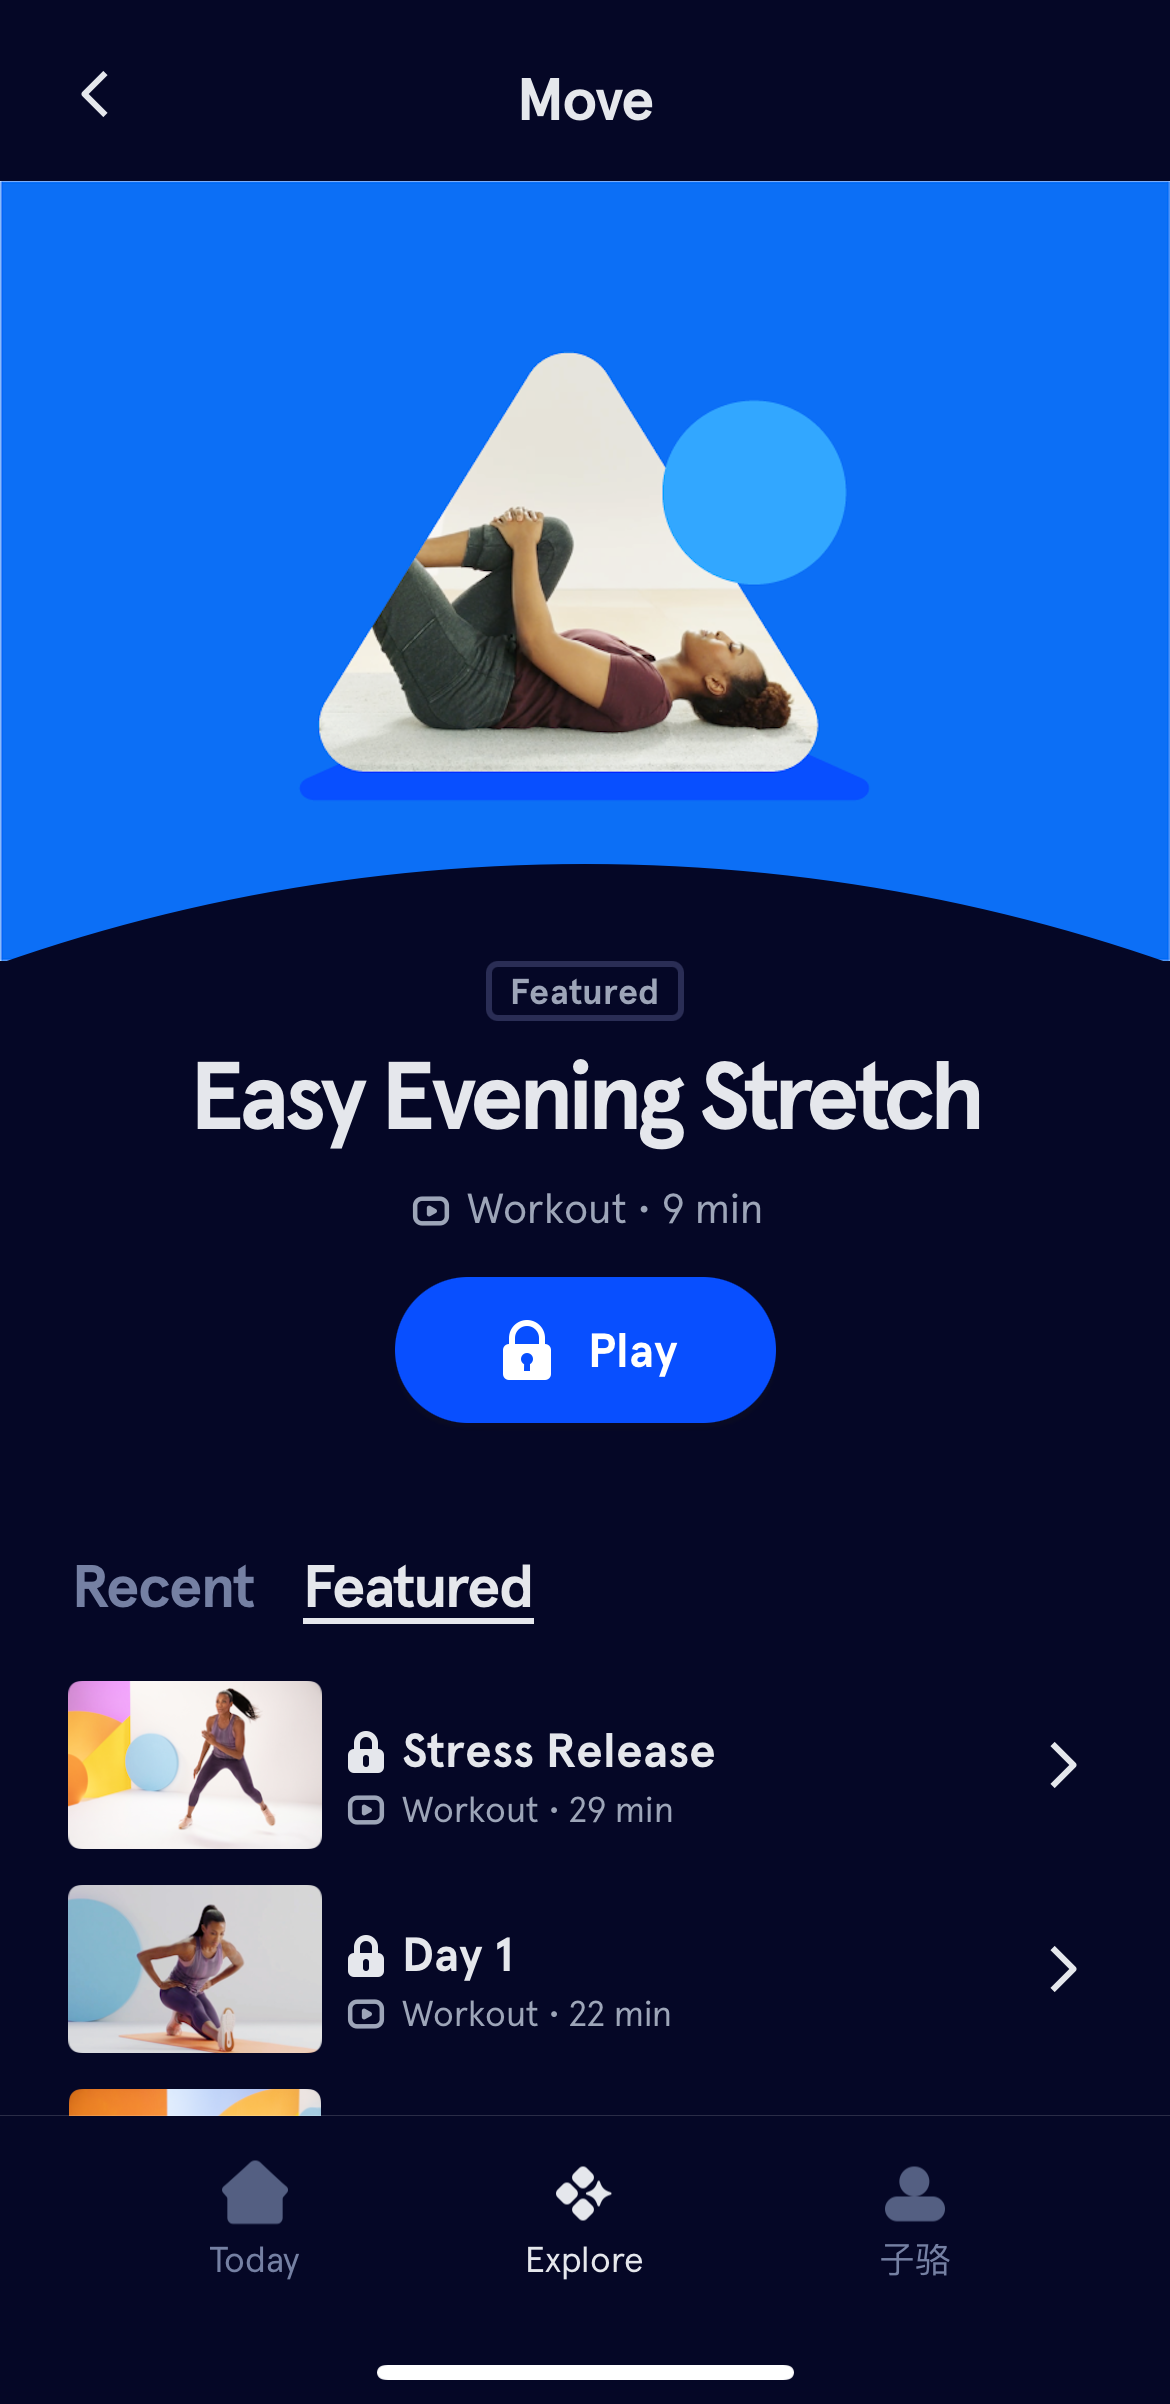 Move
Featured
Easy Evening Stretch
Workout · 9 min
Play
Recent Featured
Stress Release
Workout · 29 min
Day 1
Workout · 22 min
Today Explore 子骆